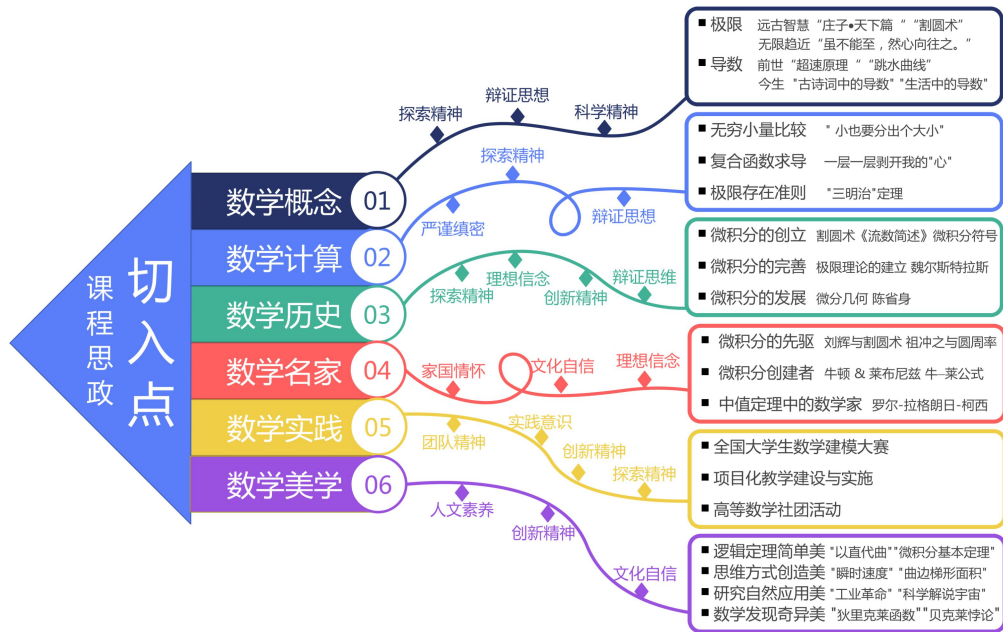 课程思政
切入点
数学概念 01
探索精神
辩证思想
科学精神
■ 极限 远古智慧“庄子•天下篇 “ “割圆术”
无限趋近“虽不能至，然心向往之。”
■ 导数 前世“超速原理 “ “跳水曲线”
今生 "古诗词中的导数" "生活中的导数"
数学计算 02
严谨缜密
探索精神
辩证思想
■ 无穷小量比较 " 小也要分出个大小"
■ 复合函数求导 一层一层剥开我的"心"
■ 极限存在准则 "三明治"定理
数学历史 03
探索精神
理想信念
创新精神
辩证思维
■ 微积分的创立 割圆术《流数简述》微积分符号
■ 微积分的完善 极限理论的建立 魏尔斯特拉斯
■ 微积分的发展 微分几何 陈省身
数学名家 04
家国情怀
文化自信
理想信念
■ 微积分的先驱 刘辉与割圆术 祖冲之与圆周率
■ 微积分创建者 牛顿 & 莱布尼兹 牛–莱公式
■ 中值定理中的数学家 罗尔-拉格朗日-柯西
数学实践 05
团队精神
实践意识
创新精神
探索精神
■ 全国大学生数学建模大赛
■ 项目化教学建设与实施
■ 高等数学社团活动
数学美学 06
人文素养
创新精神
文化自信
■ 逻辑定理简单美 "以直代曲""微积分基本定理"
■ 思维方式创造美 "瞬时速度" "曲边梯形面积"
■ 研究自然应用美 "工业革命" "科学解说宇宙"
■ 数学发现奇异美 "狄里克莱函数""贝克莱悖论"